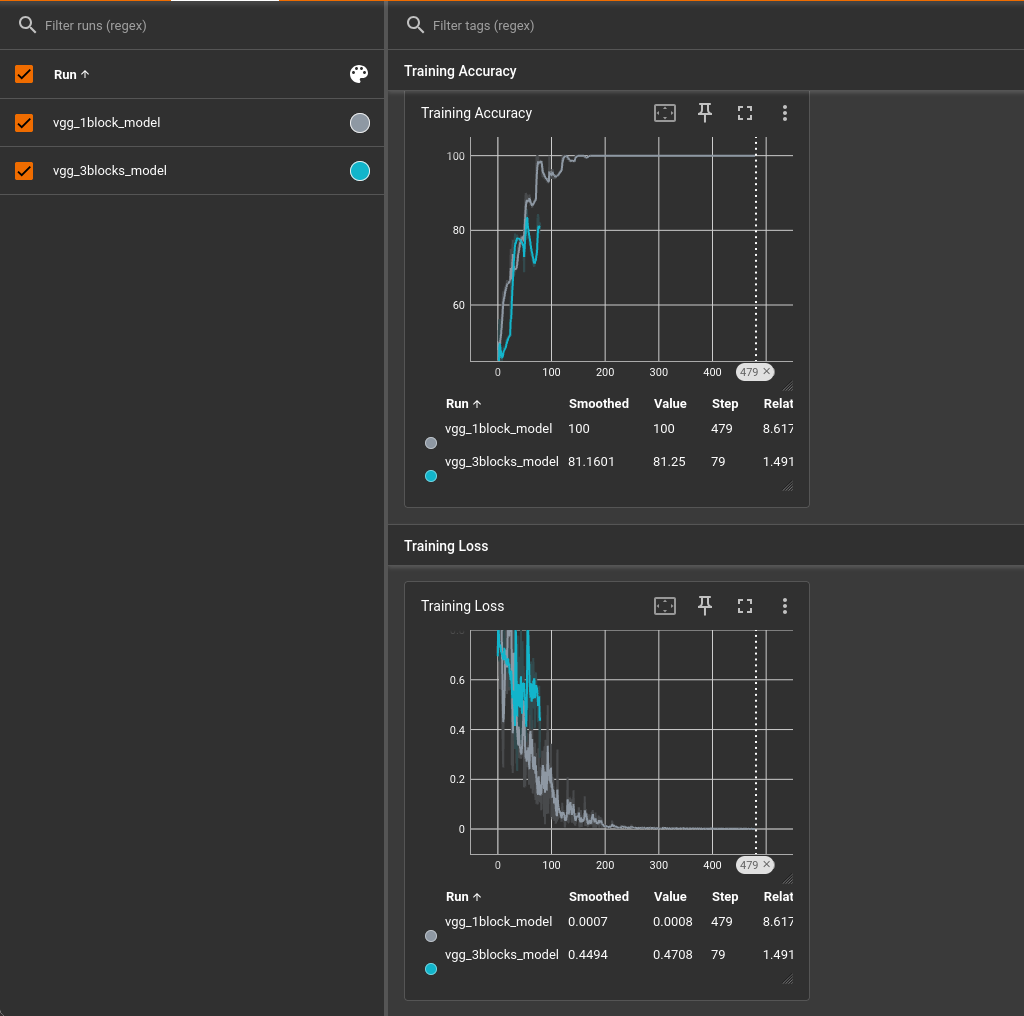 Filter runs (regex)
Run ↑
vgg_1block_model
vgg_3blocks_model
Filter tags (regex)
Training Accuracy
Training Accuracy
100
80
60
0 100 200 300 400 479 ×
Run ↑ Smoothed Value Step Relat
vgg_1block_model 100 100 479 8.617
vgg_3blocks_model 81.1601 81.25 79 1.491
Training Loss
Training Loss
0.6
0.4
0.2
0
0 100 200 300 400 479 ×
Run ↑ Smoothed Value Step Relat
vgg_1block_model 0.0007 0.0008 479 8.617
vgg_3blocks_model 0.4494 0.4708 79 1.491